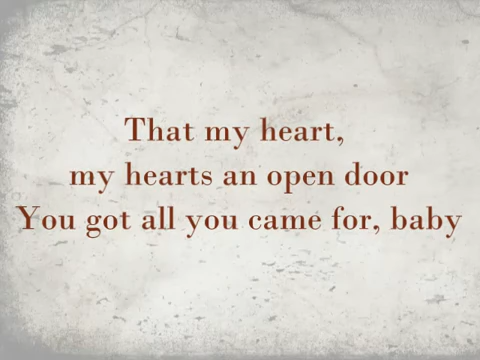 That my heart,
my hearts an open door
You got all you came for, baby